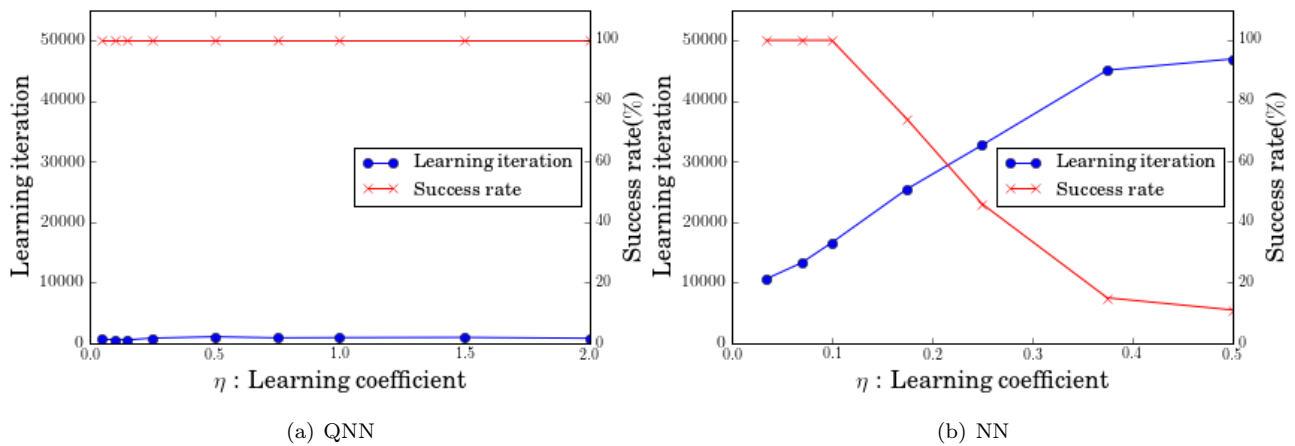 50000
40000
30000
20000
10000
0
Learning iteration
100
80
60
40
20
0
Success rate(%)
Learning iteration
Success rate
0.0 0.5 1.0 1.5 2.0
η : Learning coefficient
(a) QNN
50000
40000
30000
20000
10000
0
Learning iteration
100
80
60
40
20
0
Success rate(%)
Learning iteration
Success rate
0.0 0.1 0.2 0.3 0.4 0.5
η : Learning coefficient
(b) NN